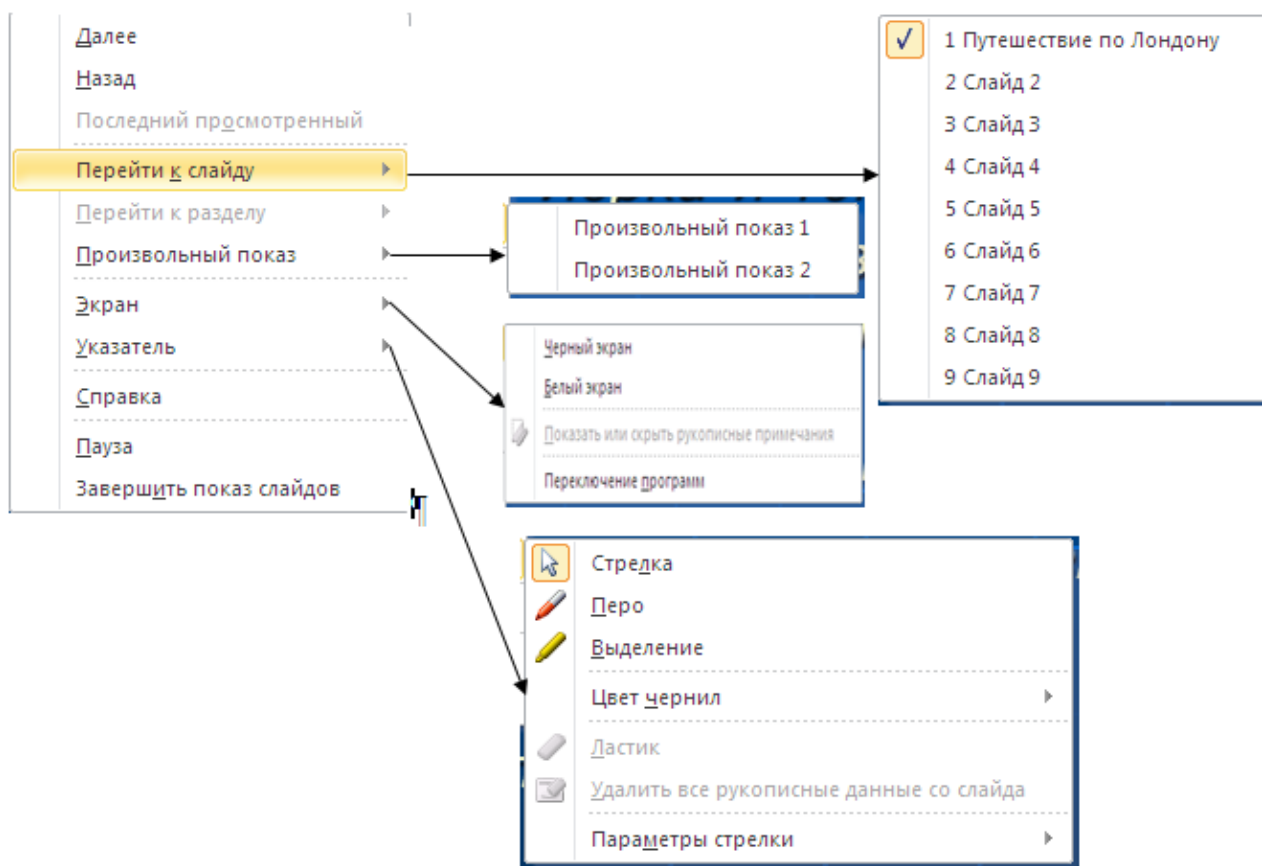 Далее
Назад
Последний просмотренный
Перейти к слайду
Перейти к разделу
Произвольный показ
Экран
Указатель
Справка
Пауза
Завершить показ слайдов
1 Путешествие по Лондону
2 Слайд 2
3 Слайд 3
4 Слайд 4
5 Слайд 5
6 Слайд 6
7 Слайд 7
8 Слайд 8
9 Слайд 9
Произвольный показ 1
Произвольный показ 2
Черный экран
Белый экран
Показать или скрыть рукописные примечания
Переключение программ
Стрелка
Перо
Выделение
Цвет чернил
Ластик
Удалить все рукописные данные со слайда
Параметры стрелки